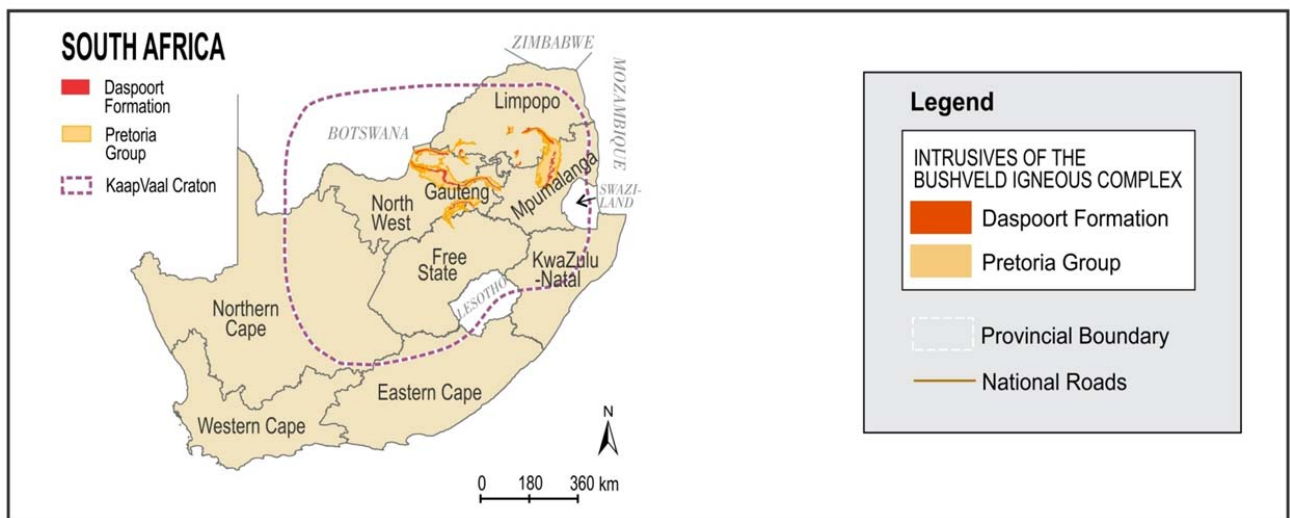 SOUTH AFRICA
Daspoort
Formation
Pretoria
Group
KaapVaal Craton
ZIMBABWE
MOZAMBIQUE
BOTSWANA
Limpopo
Mpumalanga
Gauteng
North
West
SWAZI-
LAND
Free
State
KwaZulu
-Natal
LESOTHO
Northern
Cape
Eastern Cape
Western Cape
N
0 180 360 km
Legend
INTRUSIVES OF THE
BUSHVELD IGNEOUS COMPLEX
Daspoort Formation
Pretoria Group
Provincial Boundary
National Roads